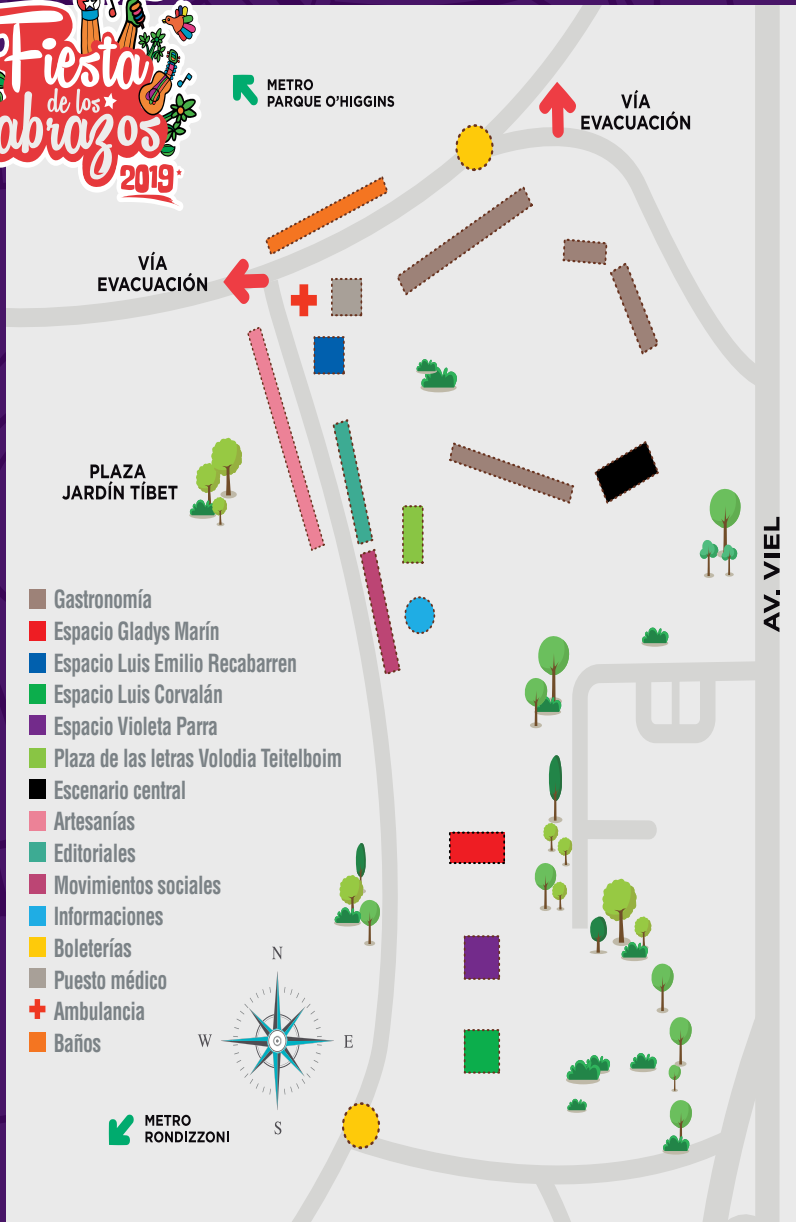 Fiesta
de los
abrazos
2019
METRO
PARQUE O'HIGGINS
VÍA
EVACUACIÓN
VÍA
EVACUACIÓN
PLAZA
JARDÍN TÍBET
AV. VIEL
Gastronomía
Espacio Gladys Marín
Espacio Luis Emilio Recabarren
Espacio Luis Corvalán
Espacio Violeta Parra
Plaza de las letras Volodia Teitelboim
Escenario central
Artesanías
Editoriales
Movimientos sociales
Informaciones
Boleterías
Puesto médico
Ambulancia
Baños
N
W
E
S
METRO
RONDIZZONI